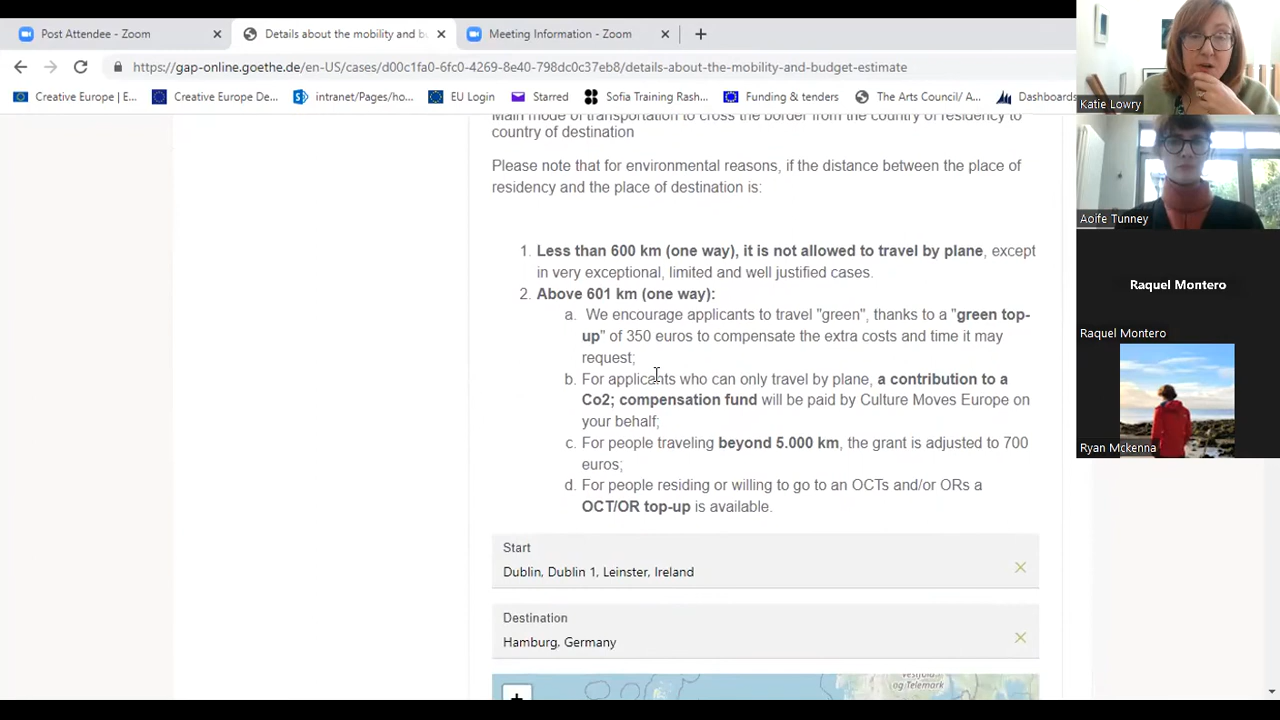 Post Attendee - Zoom
Details about the mobility and bu
Meeting Information - Zoom
https://gap-online.goethe.de/en-US/cases/d00c1fa0-6fc0-4269-8e40-798dc0c37eb8/details-about-the-mobility-and-budget-estimate
Creative Europe | E...
Creative Europe De...
intranet/Pages/ho...
EU Login
Starred
Sofia Training Rash...
Funding & tenders
The Arts Council/ A...
Dashboards
Main mode of transportation to cross the border from the country of residency to
country of destination
Please note that for environmental reasons, if the distance between the place of
residency and the place of destination is:
1. Less than 600 km (one way), it is not allowed to travel by plane, except
in very exceptional, limited and well justified cases.
2. Above 601 km (one way):
a. We encourage applicants to travel "green", thanks to a "green top-
up" of 350 euros to compensate the extra costs and time it may
request;
b. For applicants who can only travel by plane, a contribution to a
Co2; compensation fund will be paid by Culture Moves Europe on
your behalf;
c. For people traveling beyond 5.000 km, the grant is adjusted to 700
euros;
d. For people residing or willing to go to an OCTs and/or ORs a
OCT/OR top-up is available.
Start
Dublin, Dublin 1, Leinster, Ireland
Destination
Hamburg, Germany
+
og Telemark
Katie Lowry
Aoife Tunney
Raquel Montero
Raquel Montero
Ryan Mckenna